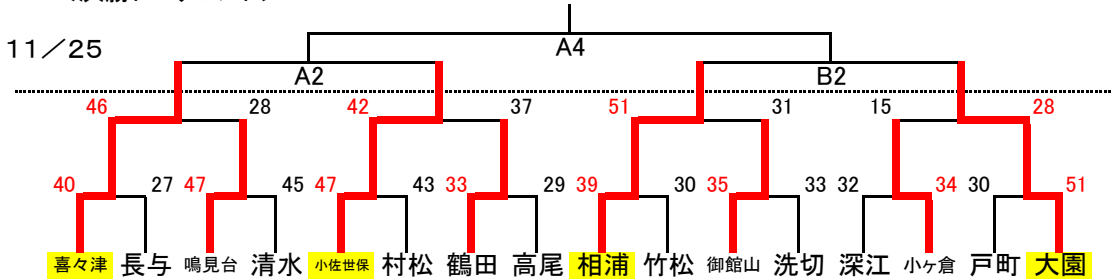 A4
11／25
A2
B2
46 28 42 37 51 31 15 28
40 27 47 45 47 43 33 29 39 30 35 33 32 34 30 51
喜々津 長与 鳴見台 清水 小佐世保 村松 鶴田 高尾 相浦 竹松 御館山 洗切 深江 小ヶ倉 戸町 大園